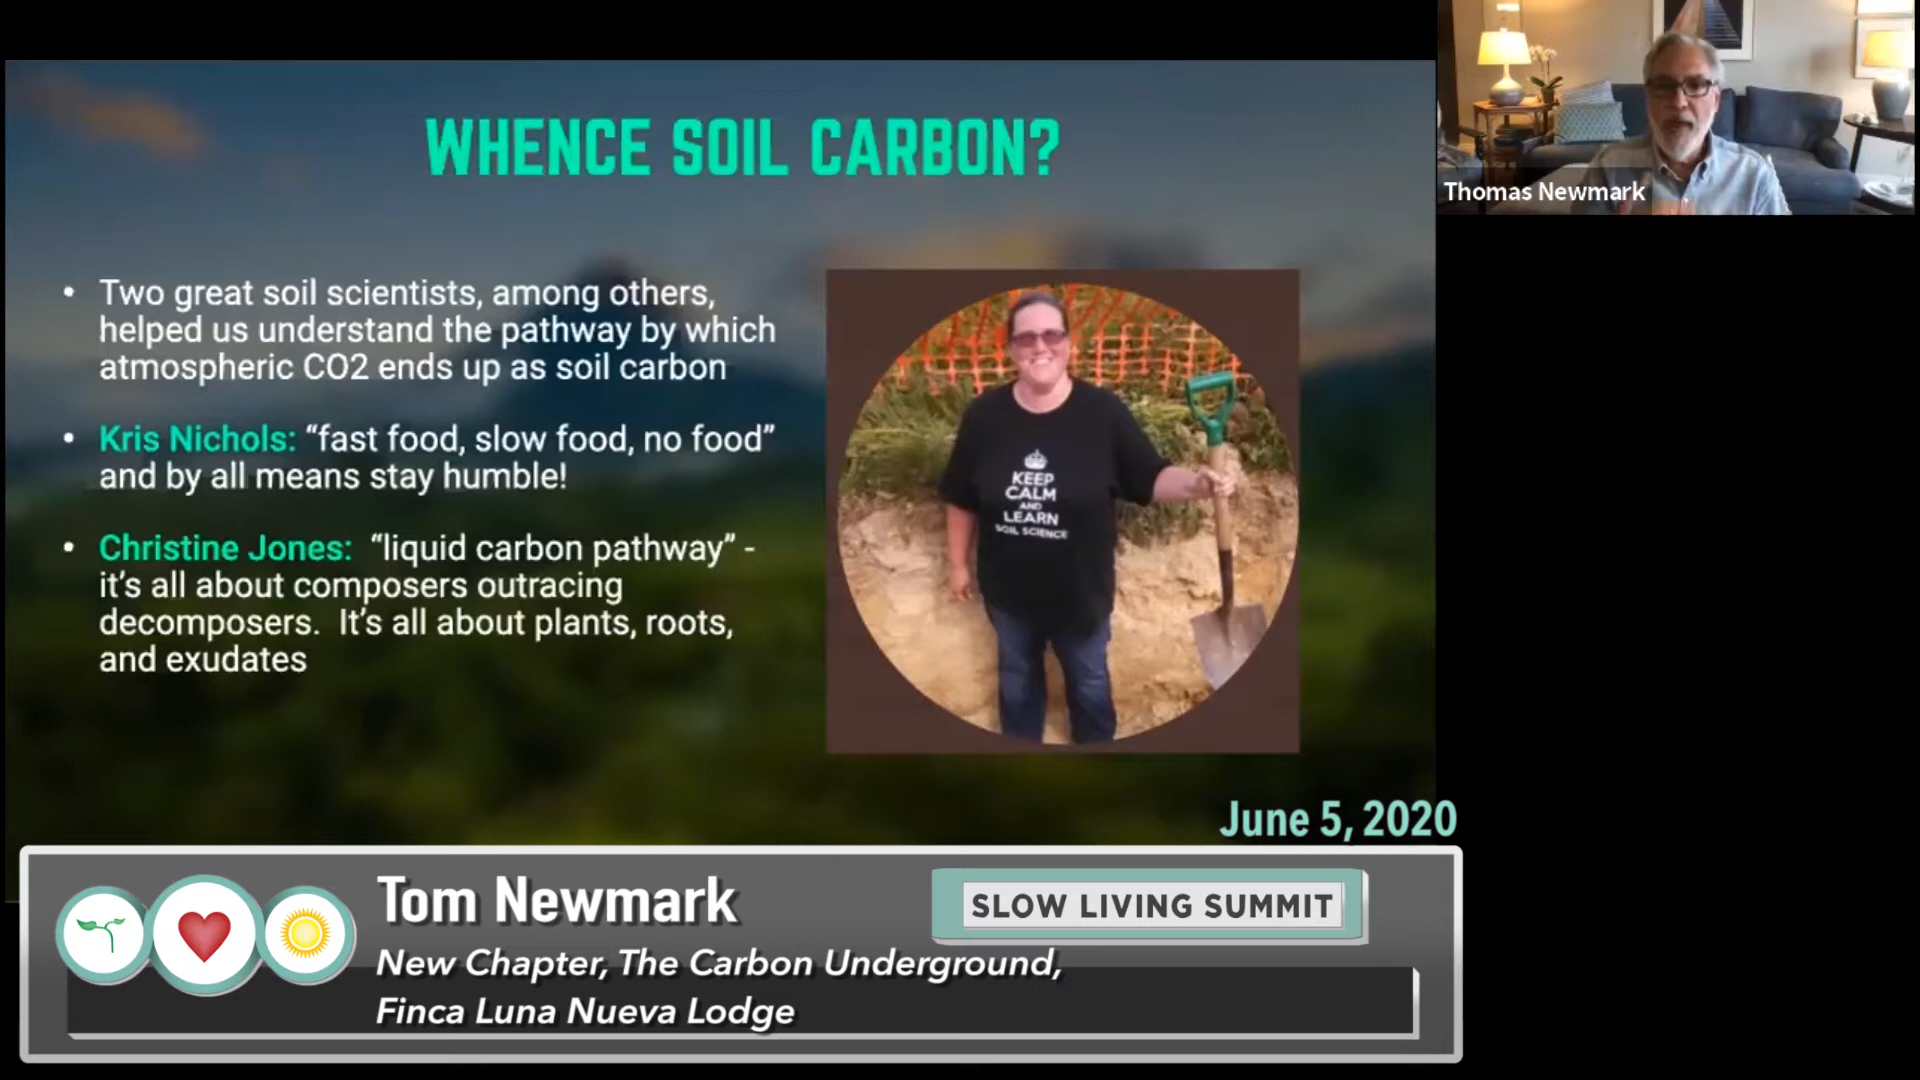 WHENCE SOIL CARBON?
Thomas Newmark
• Two great soil scientists, among others,
helped us understand the pathway by which
atmospheric CO2 ends up as soil carbon
• Kris Nichols: “fast food, slow food, no food”
and by all means stay humble!
• Christine Jones: “liquid carbon pathway” -
it’s all about composers outracing
decomposers. It’s all about plants, roots,
and exudates
KEEP
CALM
AND
LEARN
SOIL SCIENCE
June 5, 2020
Tom Newmark
SLOW LIVING SUMMIT
New Chapter, The Carbon Underground,
Finca Luna Nueva Lodge